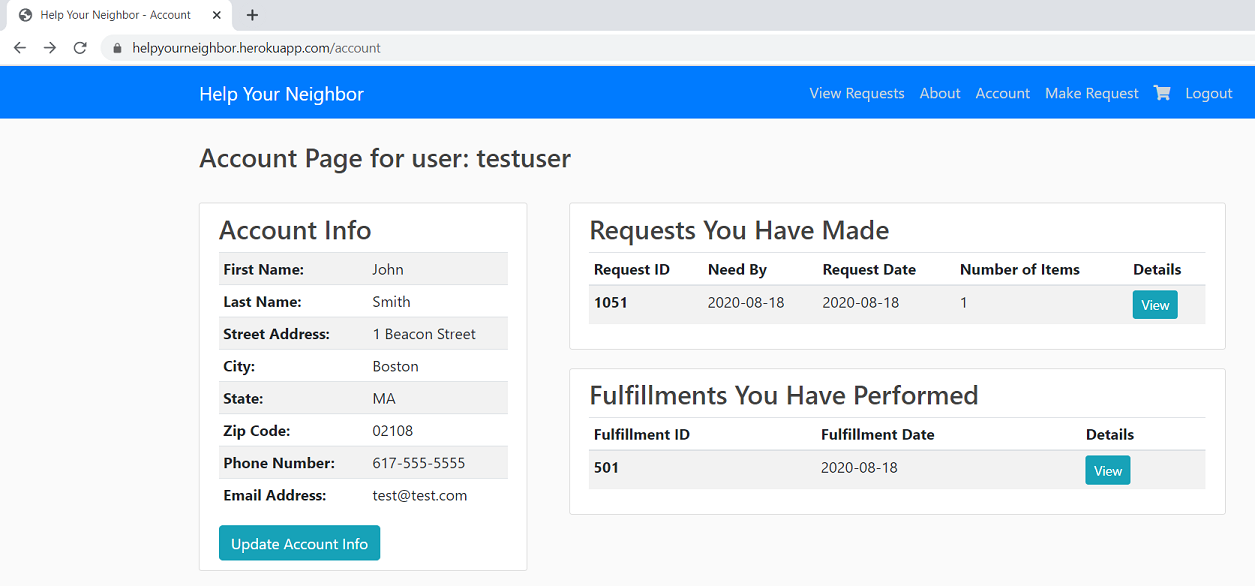 Help Your Neighbor - Account
helpyourneighbor.herokuapp.com/account
Help Your Neighbor View Requests About Account Make Request Logout
Account Page for user: testuser
Account Info
First Name: John
Last Name: Smith
Street Address: 1 Beacon Street
City: Boston
State: MA
Zip Code: 02108
Phone Number: 617-555-5555
Email Address: test@test.com
Update Account Info
Requests You Have Made
Request ID Need By Request Date Number of Items Details
1051 2020-08-18 2020-08-18 1 View
Fulfillments You Have Performed
Fulfillment ID Fulfillment Date Details
501 2020-08-18 View